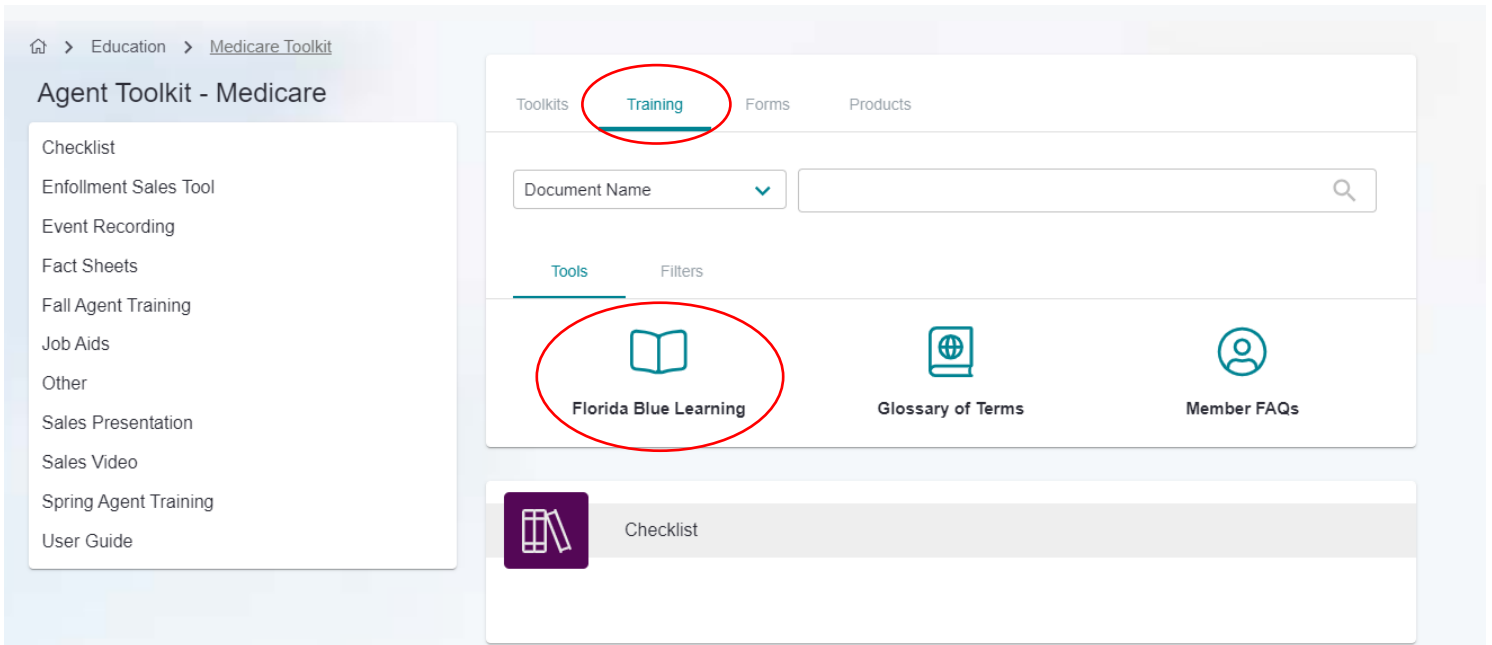 Education > Medicare Toolkit
Agent Toolkit - Medicare
Checklist
Enfollment Sales Tool
Event Recording
Fact Sheets
Fall Agent Training
Job Aids
Other
Sales Presentation
Sales Video
Spring Agent Training
User Guide
Toolkits Training Forms Products
Document Name
Tools Filters
Florida Blue Learning Glossary of Terms Member FAQs
Checklist